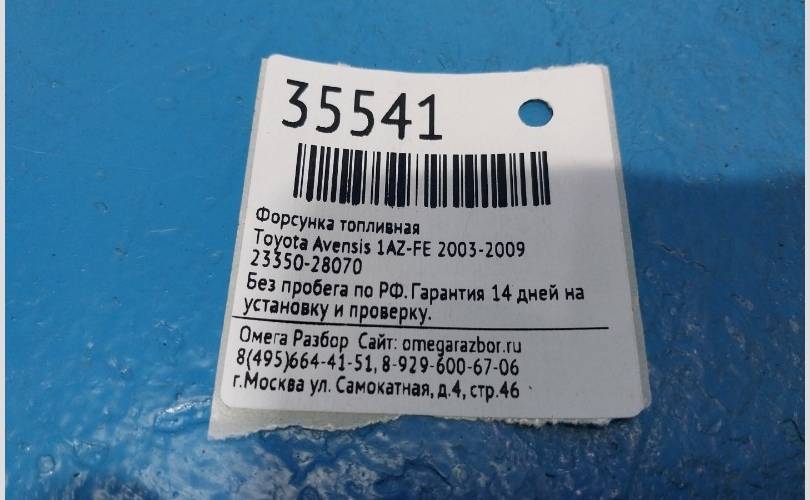 35541
Форсунка топливная
Toyota Avensis 1AZ-FE 2003-2009
23350-28070
Без пробега по РФ. Гарантия 14 дней на
установку и проверку.
Омега Разбор Сайт: omegarazbor.ru
8(495)664-41-51, 8-929-600-67-06
г.Москва ул. Самокатная, д.4, стр.46